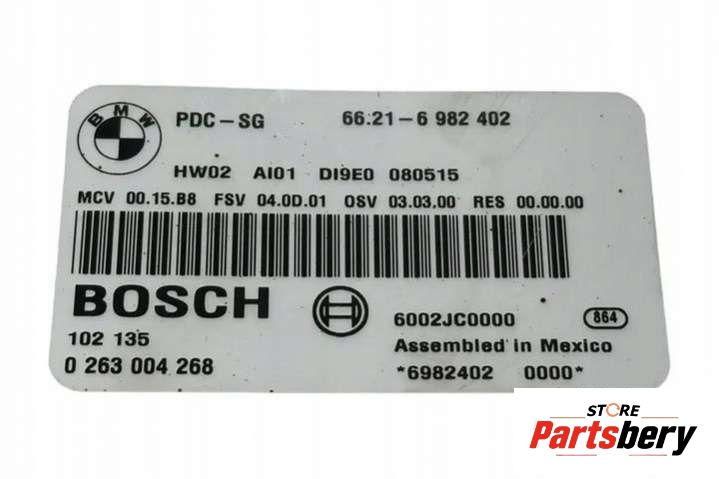 BMW
PDC-SG 66.21-6 982 402
HW02 AI01 DI9E0 080515
MCV 00.15.B8 FSV 04.0D.01 OSV 03.03.00 RES 00.00.00
BOSCH
6002JC0000 864
102 135
Assembled in Mexico
0 263 004 268
*6982402 0000*
STORE
Partsbery